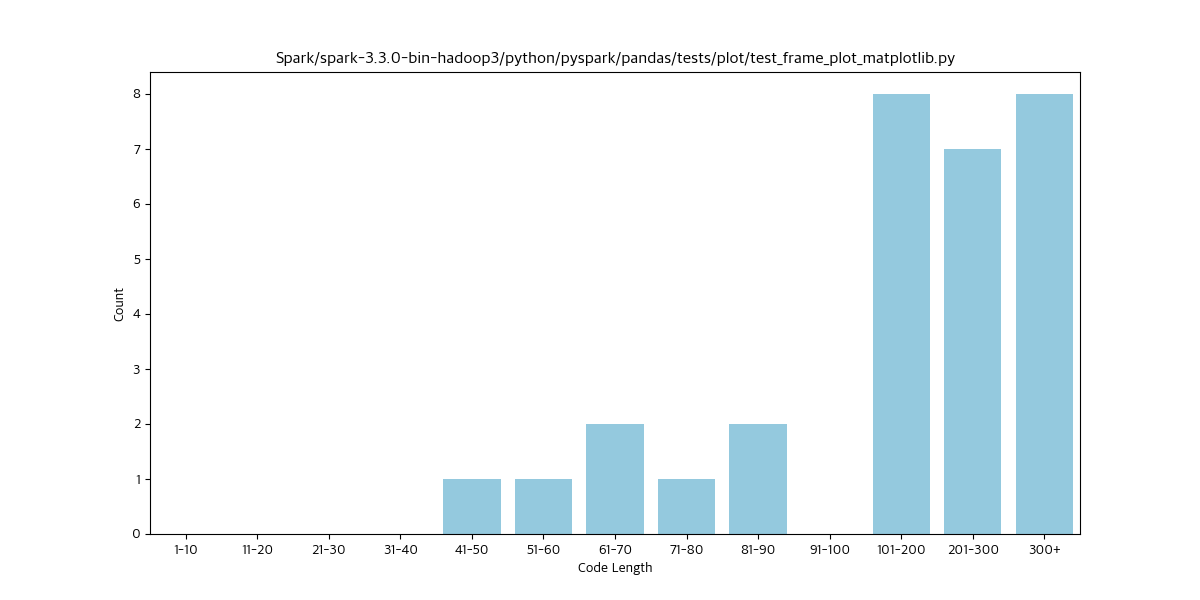 Spark/spark-3.3.0-bin-hadoop3/python/pyspark/pandas/tests/plot/test_frame_plot_matplotlib.py
8
7
6
5
4
3
2
1
0
Count
1-10 11-20 21-30 31-40 41-50 51-60 61-70 71-80 81-90 91-100 101-200 201-300 300+
Code Length